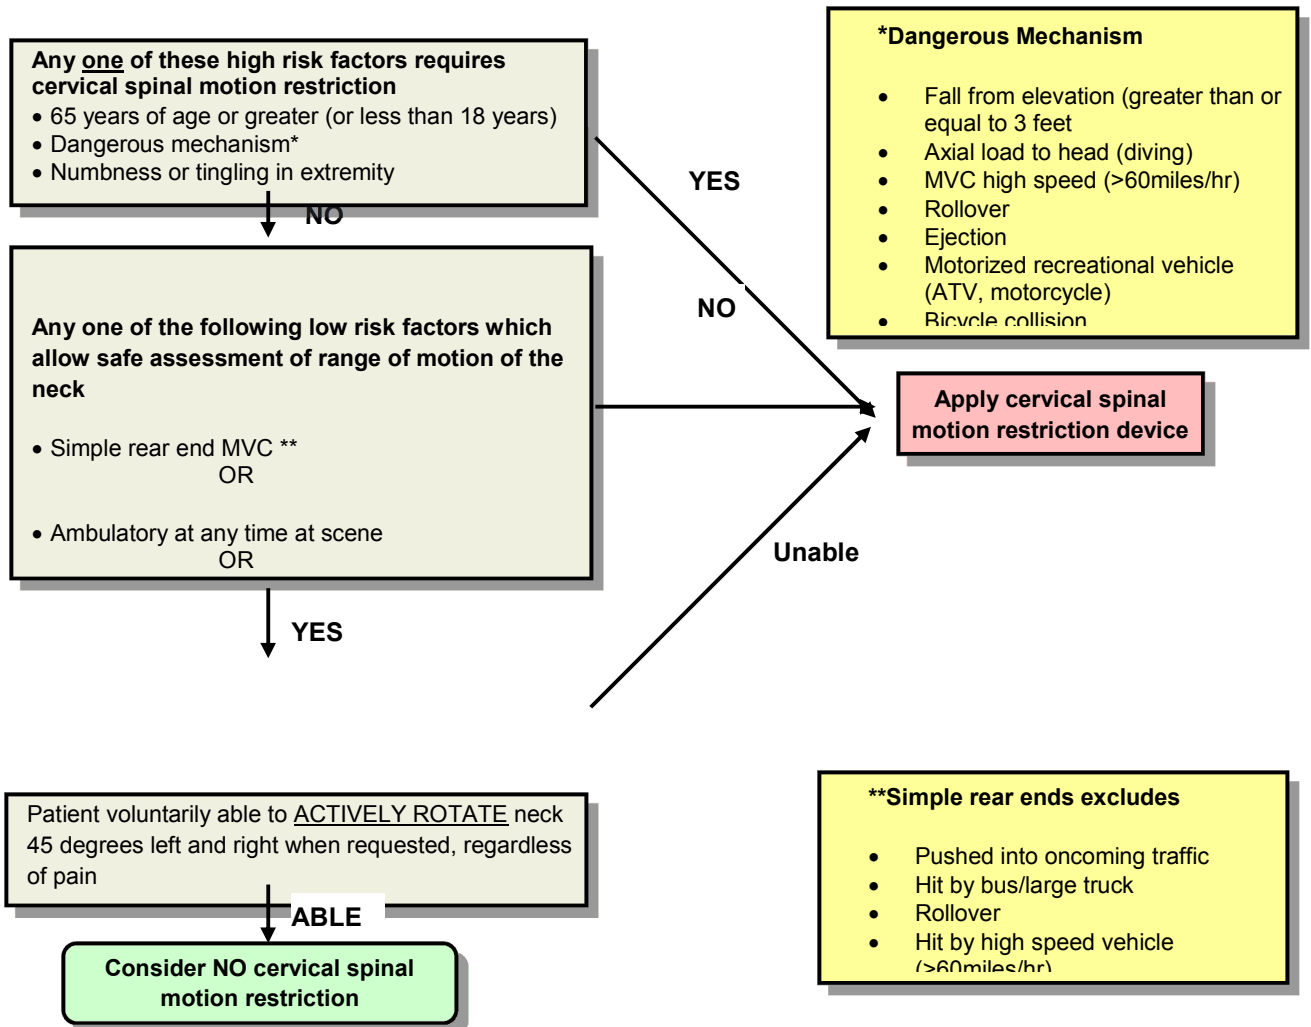 Any one of these high risk factors requires
cervical spinal motion restriction
• 65 years of age or greater (or less than 18 years)
• Dangerous mechanism*
• Numbness or tingling in extremity
NO
YES
NO
*Dangerous Mechanism
• Fall from elevation (greater than or
equal to 3 feet
• Axial load to head (diving)
• MVC high speed (>60miles/hr)
• Rollover
• Ejection
• Motorized recreational vehicle
(ATV, motorcycle)
• Bicycle collision
Any one of the following low risk factors which
allow safe assessment of range of motion of the
neck
• Simple rear end MVC **
OR
• Ambulatory at any time at scene
OR
Apply cervical spinal
motion restriction device
Unable
YES
Patient voluntarily able to ACTIVELY ROTATE neck
45 degrees left and right when requested, regardless
of pain
ABLE
Consider NO cervical spinal
motion restriction
**Simple rear ends excludes
• Pushed into oncoming traffic
• Hit by bus/large truck
• Rollover
• Hit by high speed vehicle
(>60miles/hr)